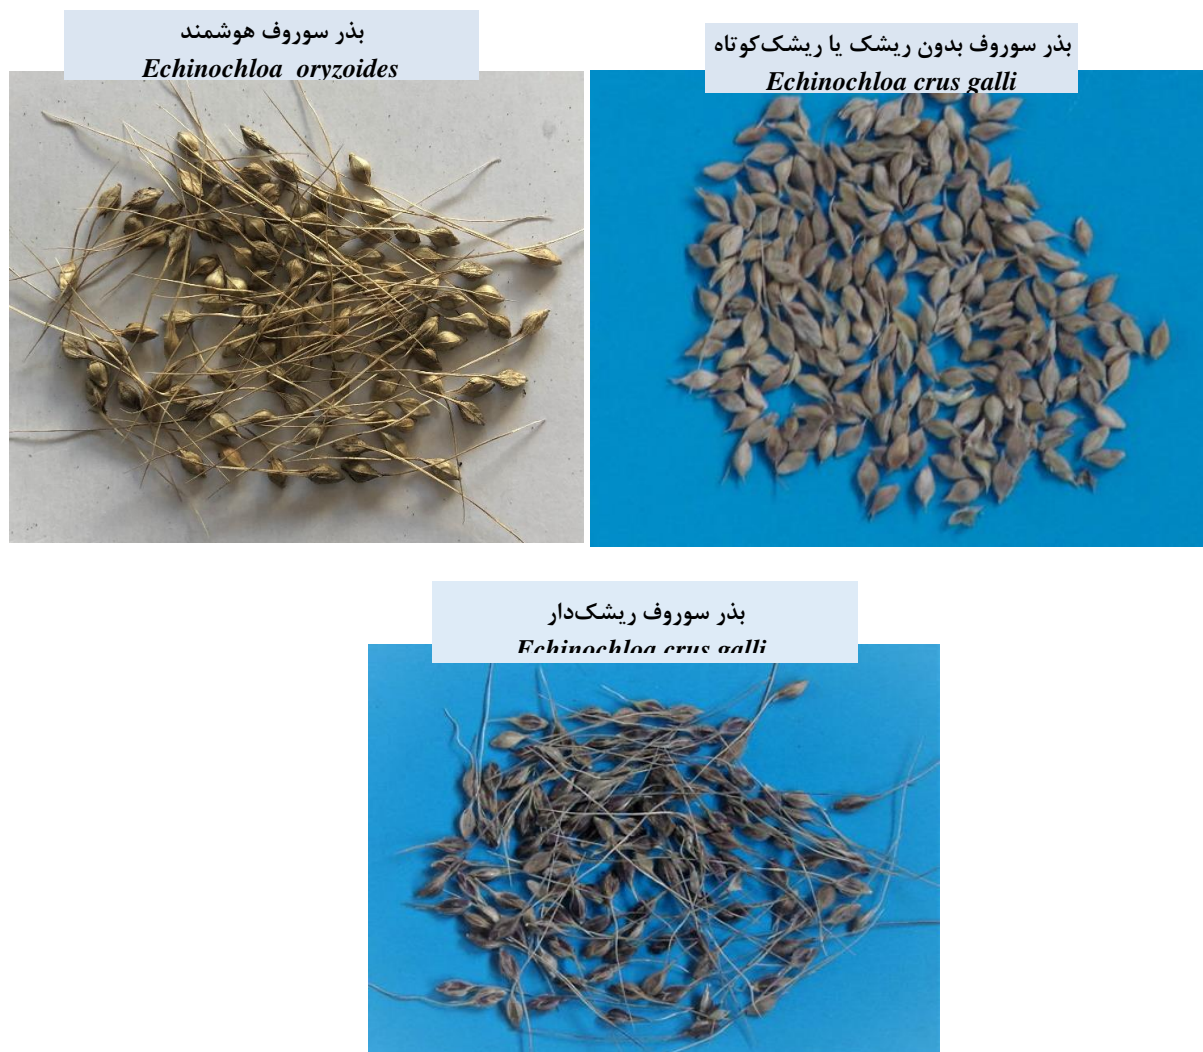 بذر سوروف هوشمند
Echinochloa oryzoides
بذر سوروف بدون ریشک یا ریشک‌کوتاه
Echinochloa crus galli
بذر سوروف ریشک‌دار
Echinochloa crus galli